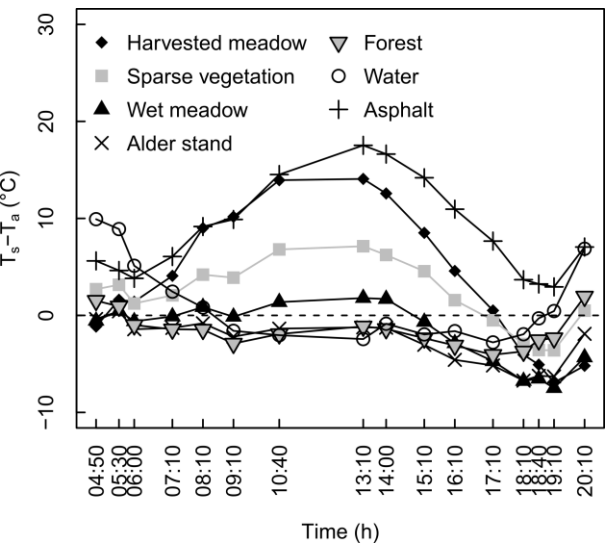 30
20
10
0
−10
Ts−Ta (°C)
Harvested meadow
Sparse vegetation
Wet meadow
Alder stand
Forest
Water
Asphalt
04:50
05:30
06:00
07:10
08:10
09:10
10:40
13:10
14:00
15:10
16:10
17:10
18:10
18:40
19:10
20:10
Time (h)